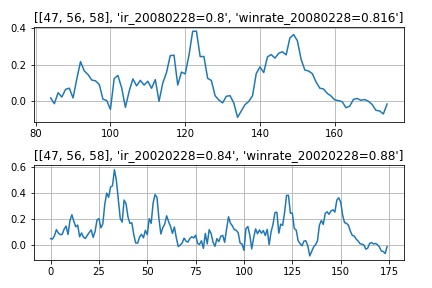 [[47, 56, 58], 'ir_20080228=0.8', 'winrate_20080228=0.816']
0.4
0.2
0.0
80 100 120 140 160
[[47, 56, 58], 'ir_20020228=0.84', 'winrate_20020228=0.88']
0.6
0.4
0.2
0.0
0 25 50 75 100 125 150 175